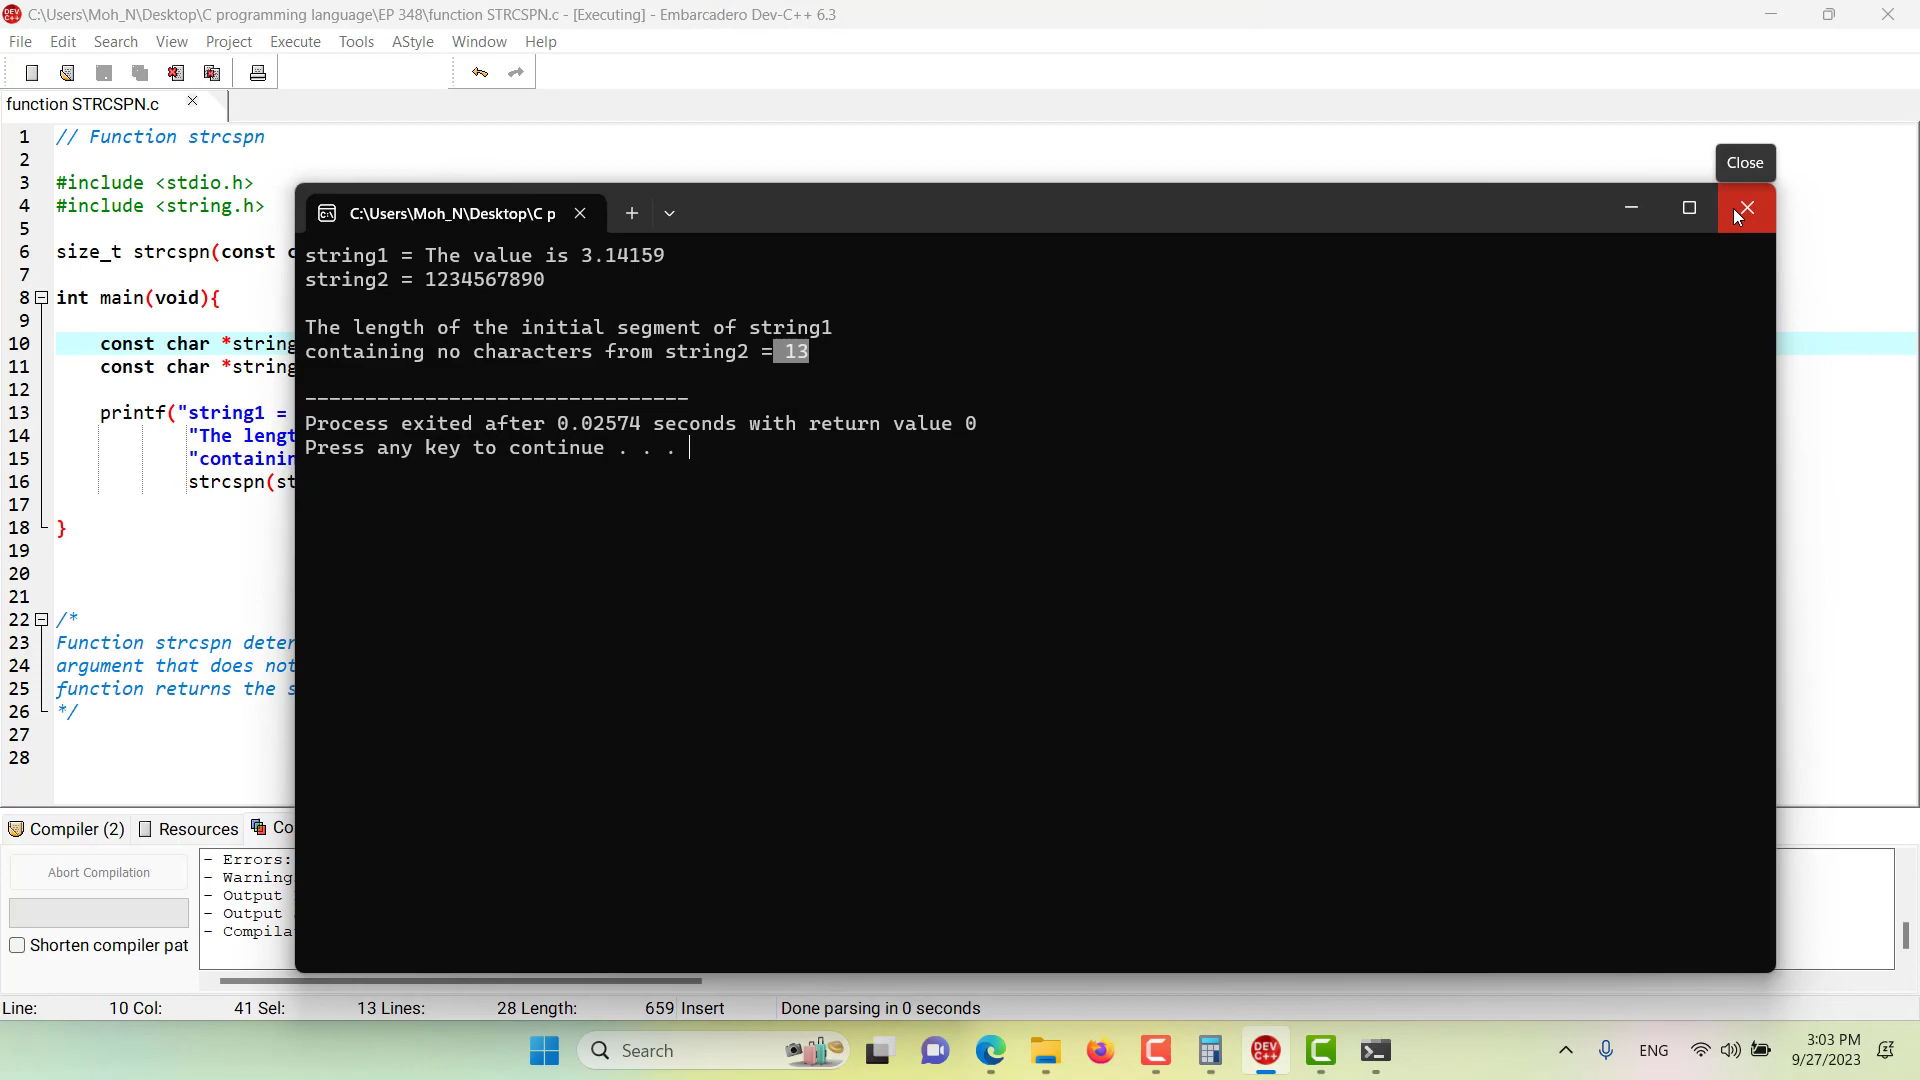 C:\Users\Moh_N\Desktop\C programming language\EP 348\function STRCSPN.c - [Executing] - Embarcadero Dev-C++ 6.3
File Edit Search View Project Execute Tools AStyle Window Help
function STRCSPN.c
1 // Function strcspn
2
3 #include <stdio.h>
4 #include <string.h>
5
6 size_t strcspn(const c
7
8 int main(void){
9
10 const char *string
11 const char *string
12
13 printf("string1 =
14 "The lengt
15 "containin
16 strcspn(st
17
18 }
19
20
21
22 /*
23 Function strcspn deter
24 argument that does not
25 function returns the s
26 */
27
28
Close
C:\Users\Moh_N\Desktop\C p
string1 = The value is 3.14159
string2 = 1234567890
The length of the initial segment of string1
containing no characters from string2 = 13
--------------------------------
Process exited after 0.02574 seconds with return value 0
Press any key to continue . . .
Compiler (2) Resources Co
Abort Compilation
Shorten compiler pat
- Errors:
- Warning
- Output
- Output
- Compila
Line: 10 Col: 41 Sel: 13 Lines: 28 Length: 659 Insert Done parsing in 0 seconds
Search
DEV C++
ENG
3:03 PM
9/27/2023